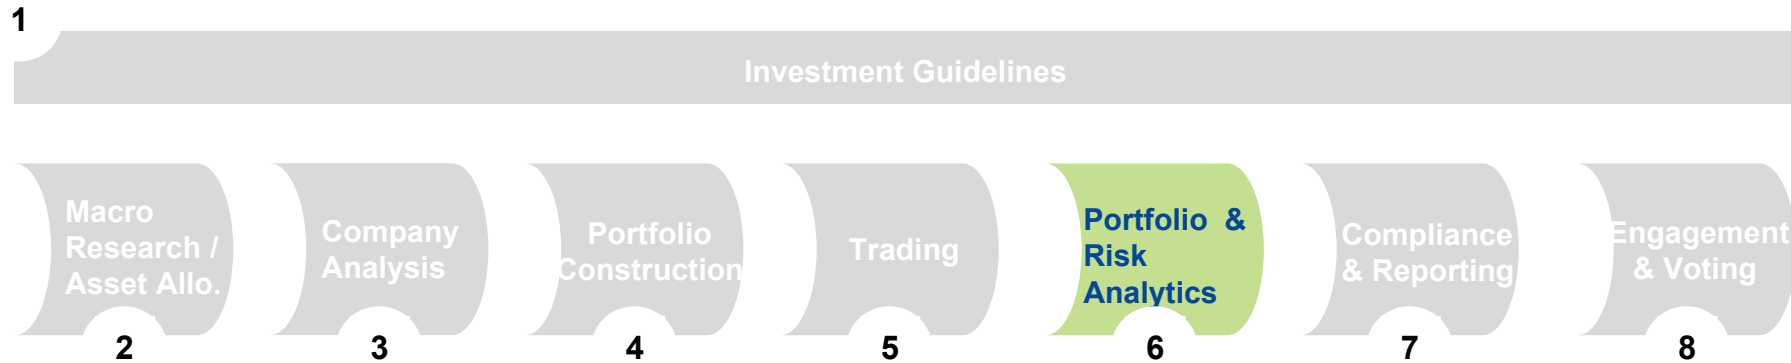 1
Investment Guidelines
Macro
Research /
Asset Allo.
2
Company
Analysis
3
Portfolio
Construction
4
Trading
5
Portfolio &
Risk
Analytics
6
Compliance
& Reporting
7
Engagement
& Voting
8